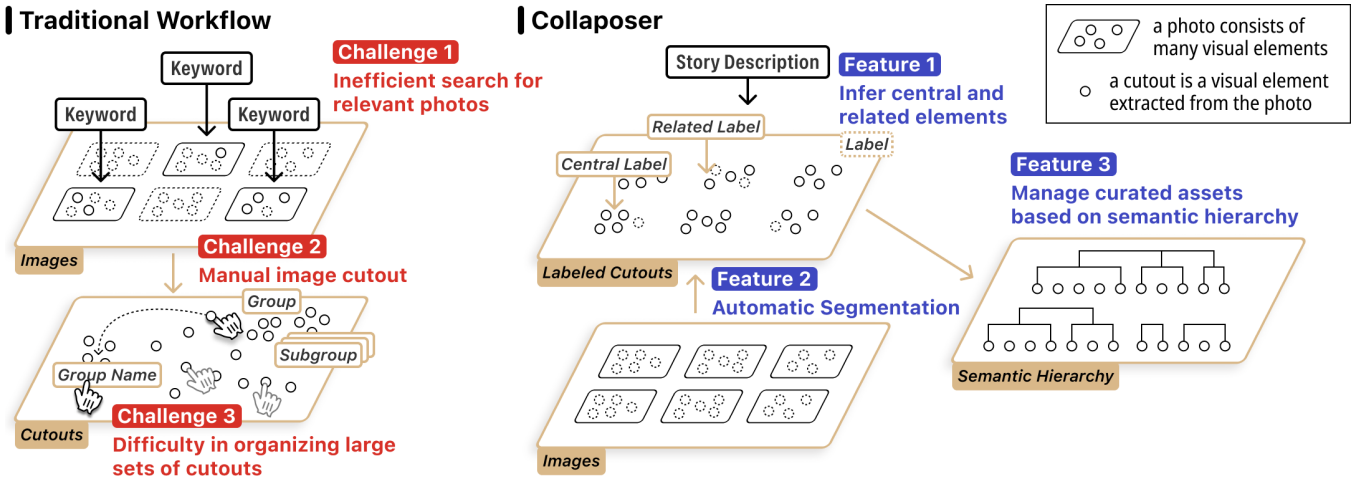 Traditional Workflow
Keyword
Keyword
Keyword
Challenge 1
Inefficient search for
relevant photos
Images
Challenge 2
Manual image cutout
Group
Subgroup
Group Name
Challenge 3
Difficulty in organizing large
sets of cutouts
Cutouts
Collaposer
Story Description
Feature 1
Infer central and
related elements
Related Label
Label
Central Label
Labeled Cutouts
Feature 2
Automatic Segmentation
Images
a photo consists of
many visual elements
a cutout is a visual element
extracted from the photo
Feature 3
Manage curated assets
based on semantic hierarchy
Semantic Hierarchy